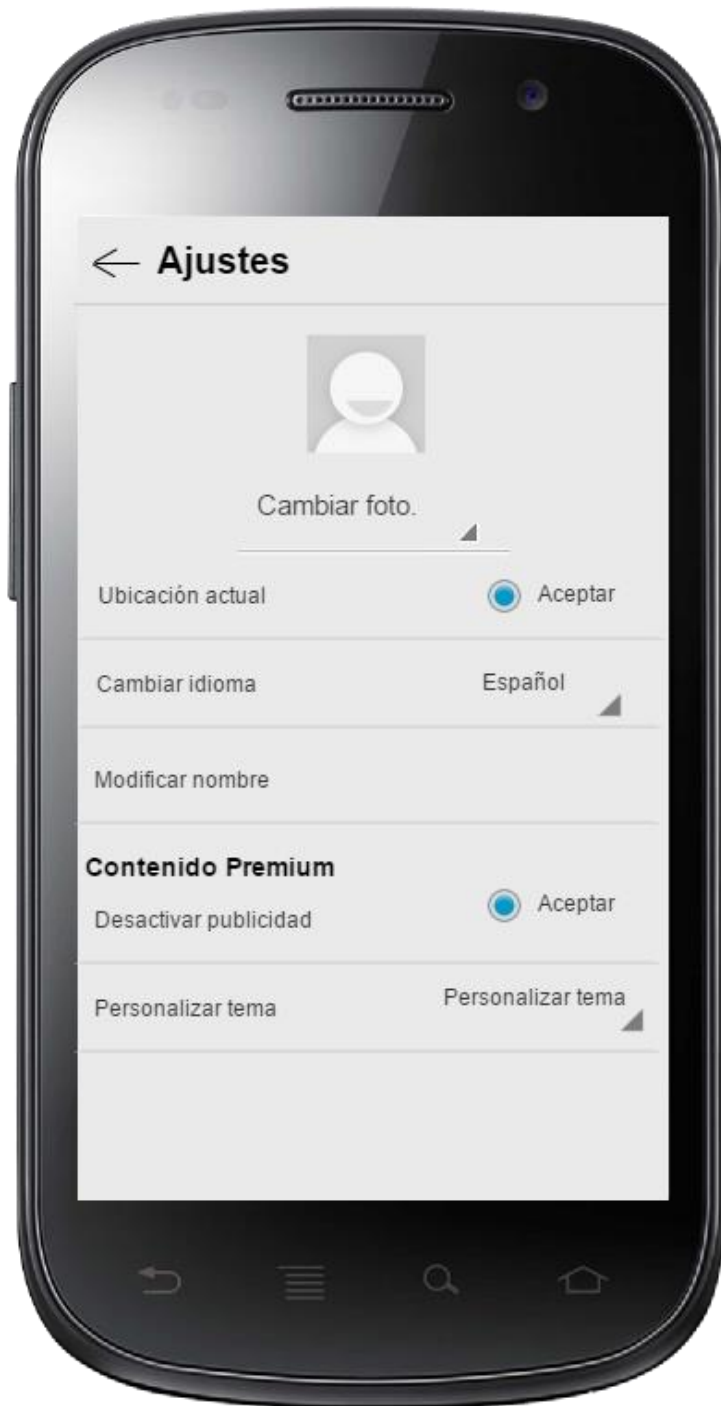 Ajustes
Cambiar foto.
Ubicación actual Aceptar
Cambiar idioma Español
Modificar nombre
Contenido Premium
Desactivar publicidad Aceptar
Personalizar tema Personalizar tema